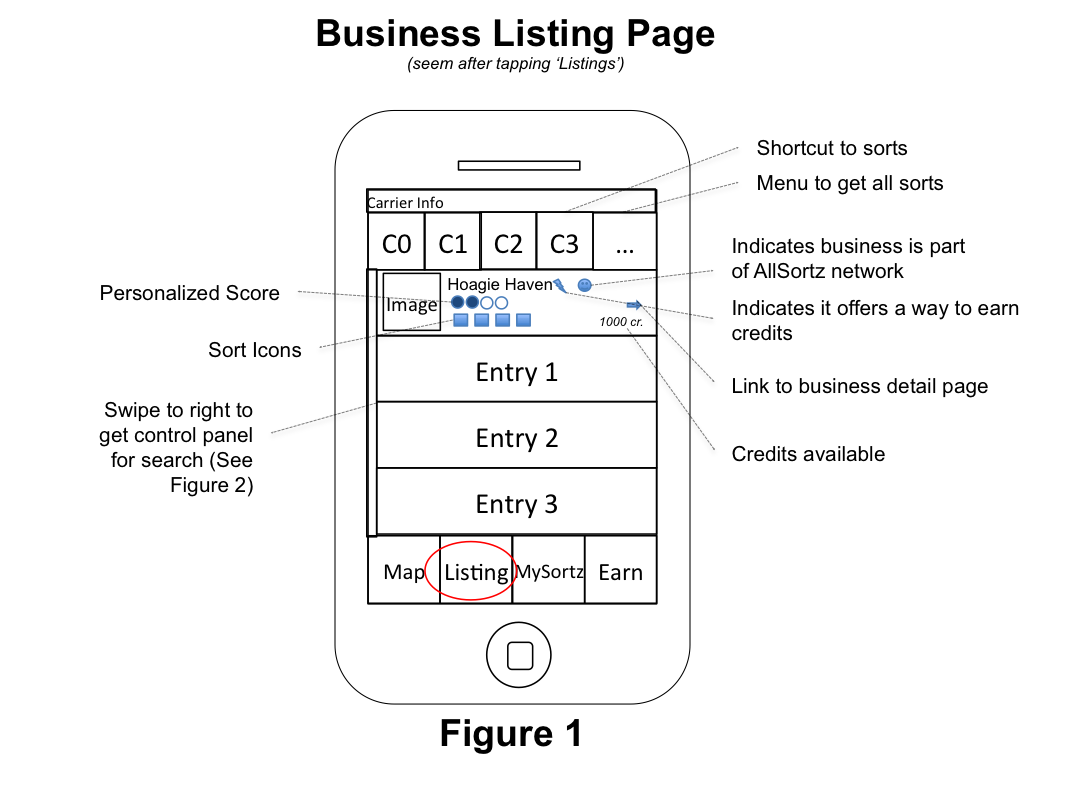 Business Listing Page
(seem after tapping ‘Listings’)
Shortcut to sorts
Menu to get all sorts
Carrier Info
C0 C1 C2 C3 ...
Indicates business is part
of AllSortz network
Personalized Score
Image
Hoagie Haven
1000 cr.
Indicates it offers a way to earn
credits
Sort Icons
Entry 1
Link to business detail page
Swipe to right to
get control panel
for search (See
Figure 2)
Entry 2
Credits available
Entry 3
Map Listing MySortz Earn
Figure 1